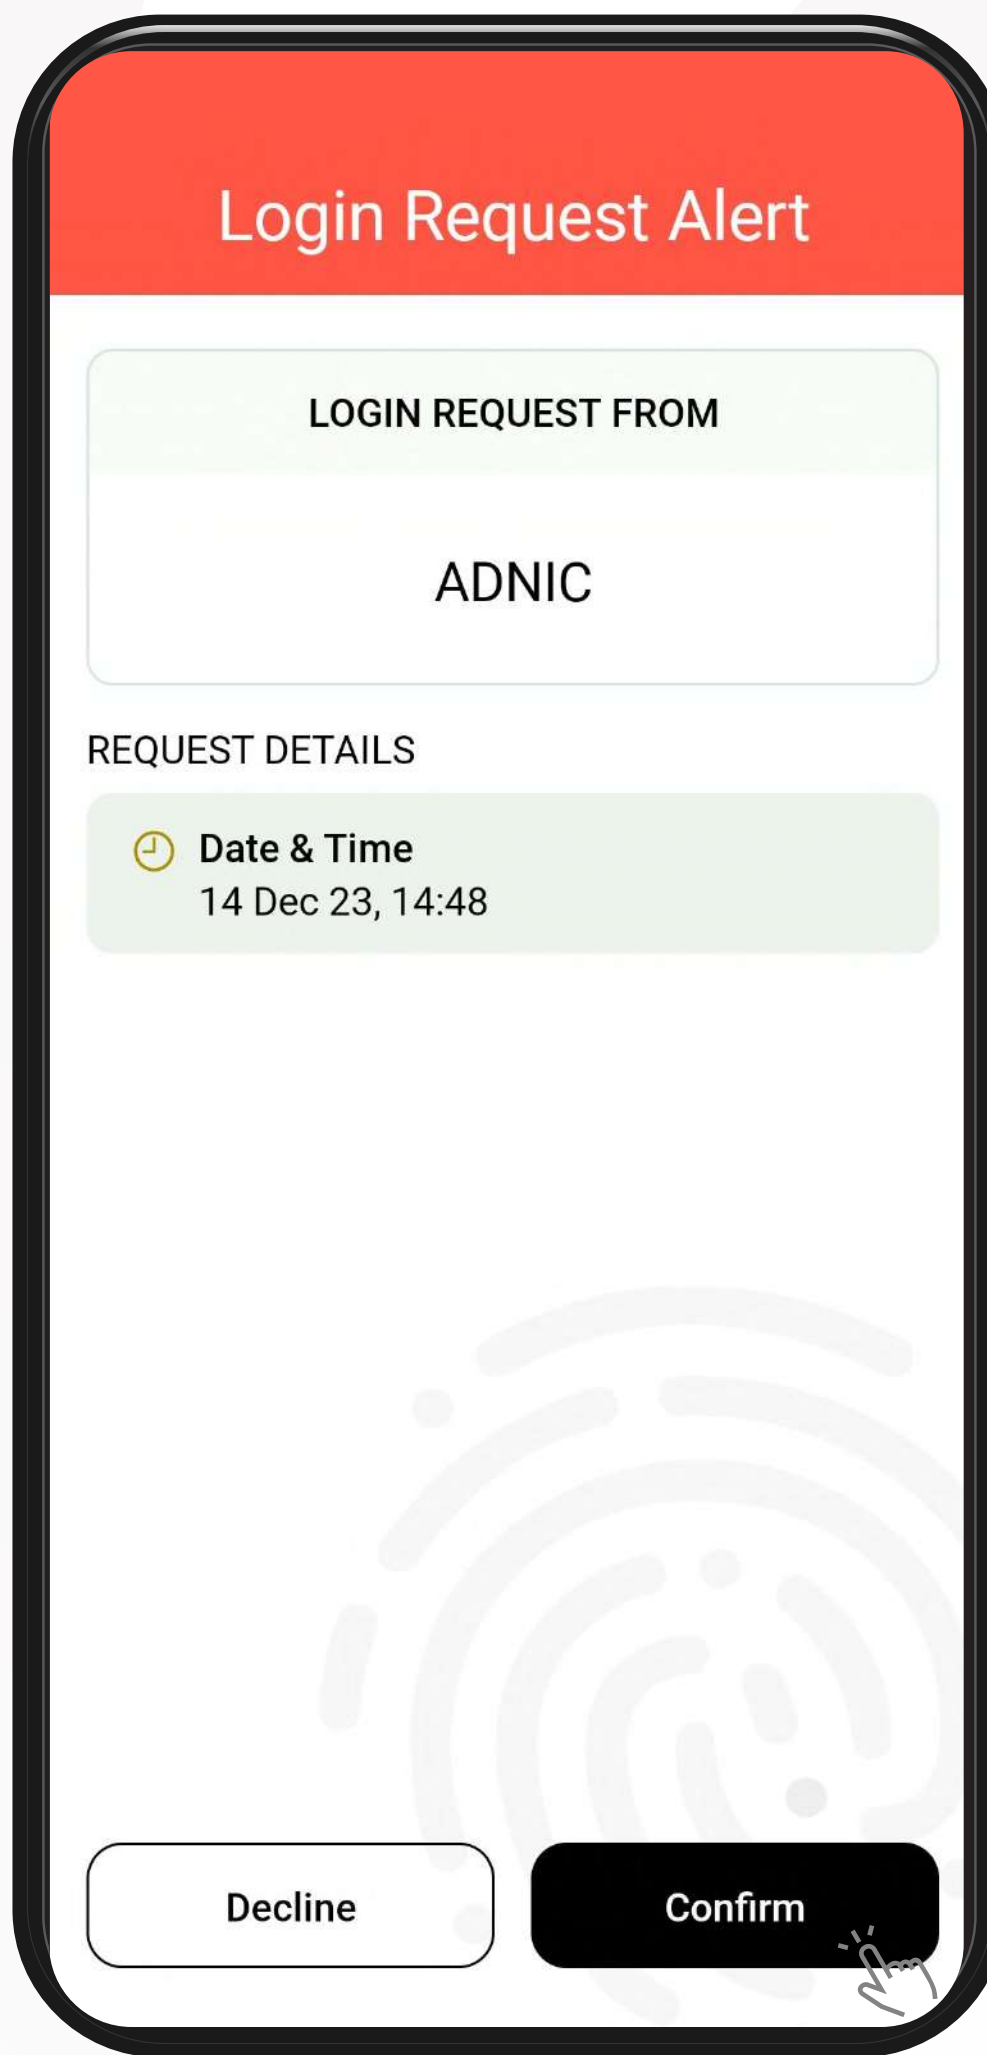 Login Request Alert
LOGIN REQUEST FROM
ADNIC
REQUEST DETAILS
Date & Time
14 Dec 23, 14:48
Decline
Confirm